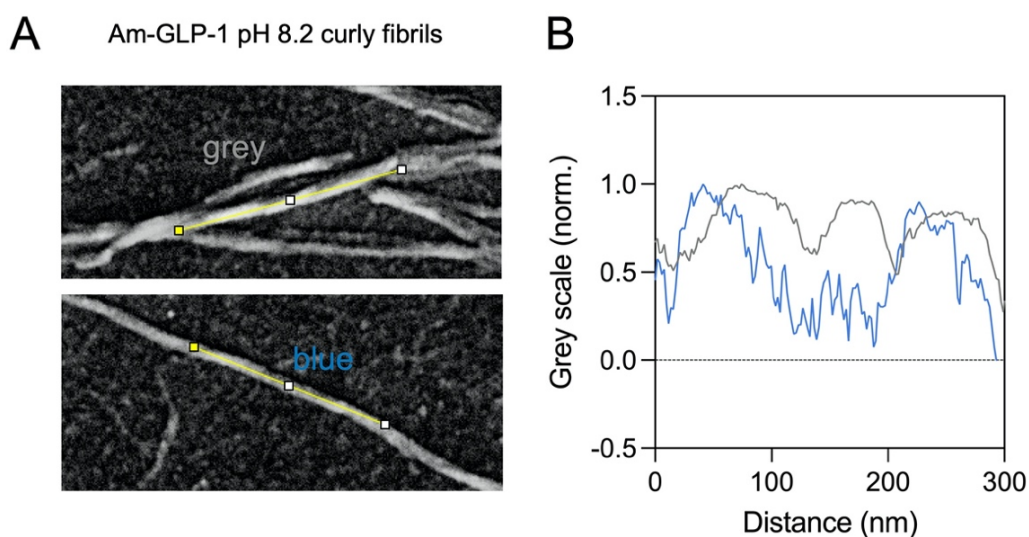 A
Am-GLP-1 pH 8.2 curly fibrils
grey
blue
B
Grey scale (norm.)
1.5
1.0
0.5
0.0
-0.5
0
100
200
300
Distance (nm)